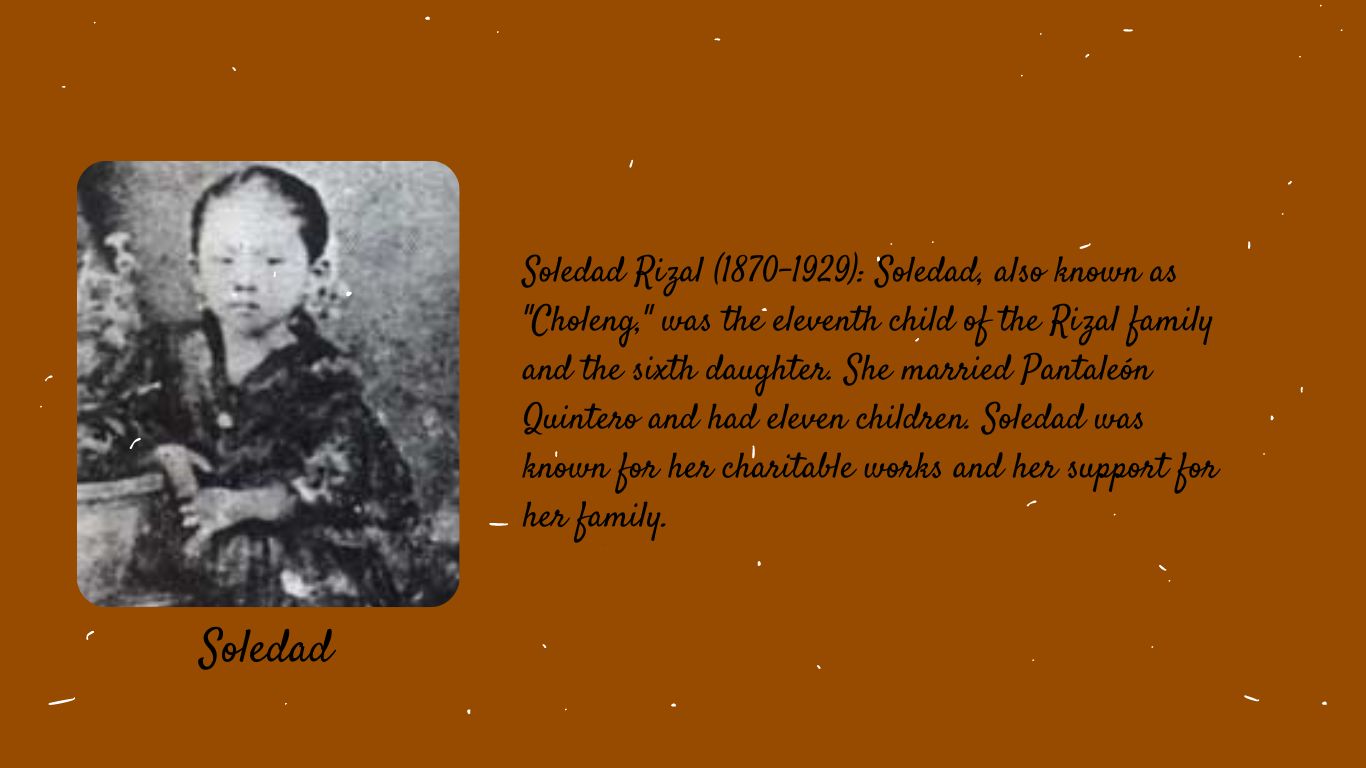 Soledad Rizal (1870-1929): Soledad, also known as
"Choleng," was the eleventh child of the Rizal family
and the sixth daughter. She married Pantaleón
Quintero and had eleven children. Soledad was
known for her charitable works and her support for
her family.
Soledad